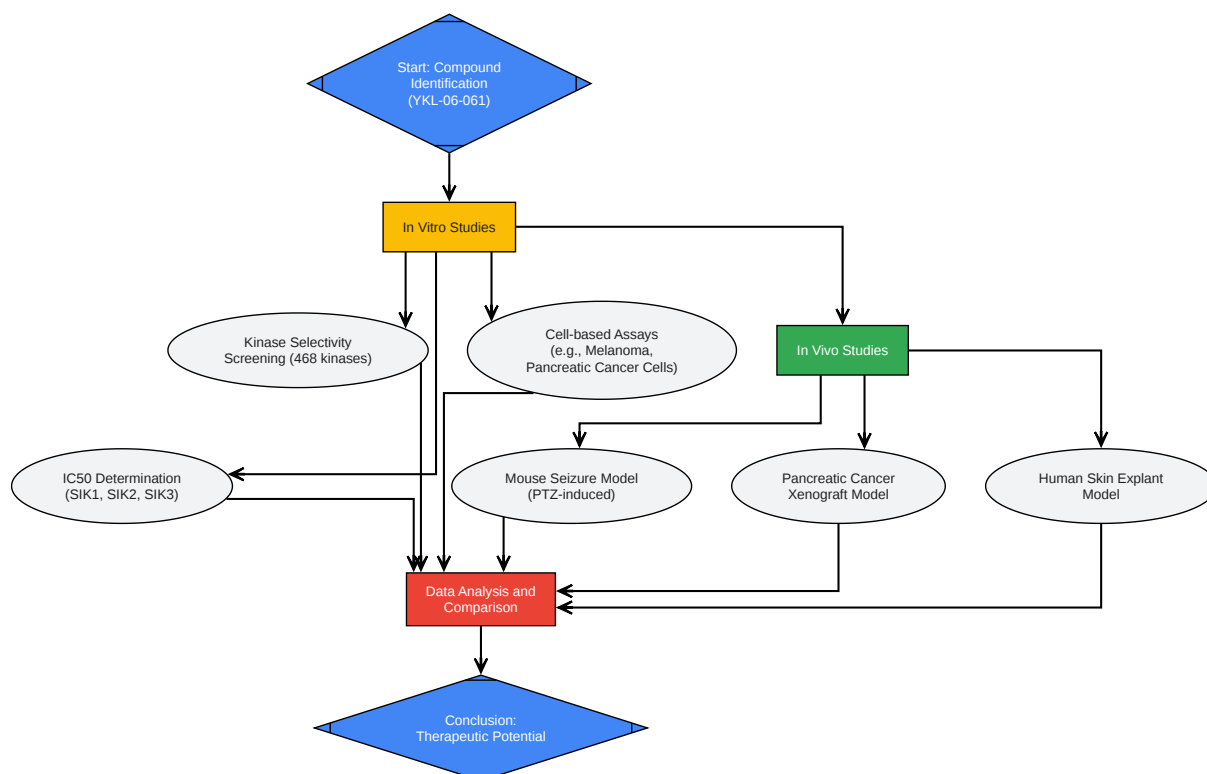 Start: Compound
Identification
(YKL-06-061)
In Vitro Studies
Kinase Selectivity
Screening (468 kinases)
Cell-based Assays
(e.g., Melanoma,
Pancreatic Cancer Cells)
In Vivo Studies
IC50 Determination
(SIK1, SIK2, SIK3)
Mouse Seizure Model
(PTZ-induced)
Pancreatic Cancer
Xenograft Model
Human Skin Explant
Model
Data Analysis and
Comparison
Conclusion:
Therapeutic Potential